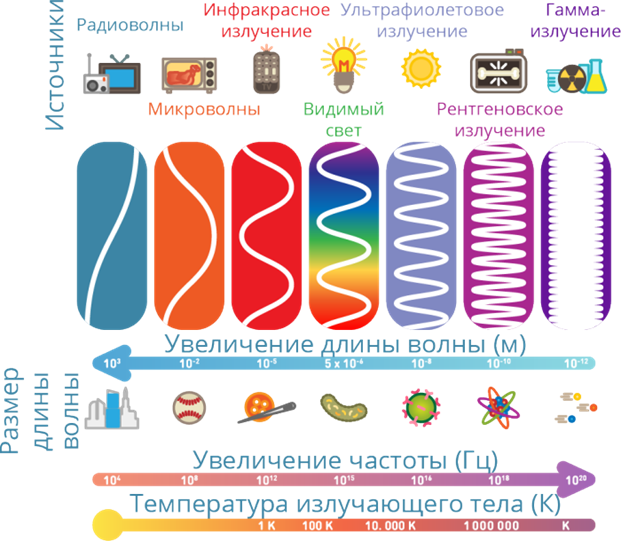 Источники
Радиоволны
Инфракрасное
излучение
Ультрафиолетовое
излучение
Гамма-
излучение
Микроволны
Видимый
свет
Рентгеновское
излучение
Увеличение длины волны (м)
10³ 10⁻² 10⁻⁵ 5 x 10⁻⁶ 10⁻⁸ 10⁻¹⁰ 10⁻¹²
Размер
длины
волны
Увеличение частоты (Гц)
10⁴ 10⁸ 10¹² 10¹⁵ 10¹⁶ 10¹⁸ 10²⁰
Температура излучающего тела (К)
1 K 100 K 10. 000 K 1 000 000 K